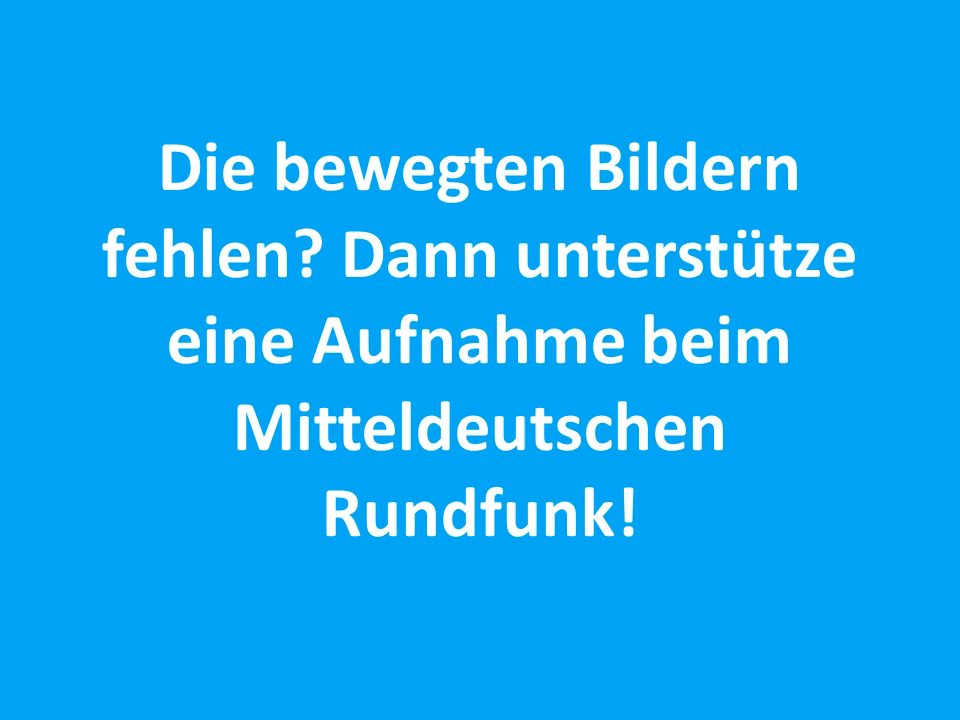 Die bewegten Bildern
fehlen? Dann unterstütze
eine Aufnahme beim
Mitteldeutschen
Rundfunk!